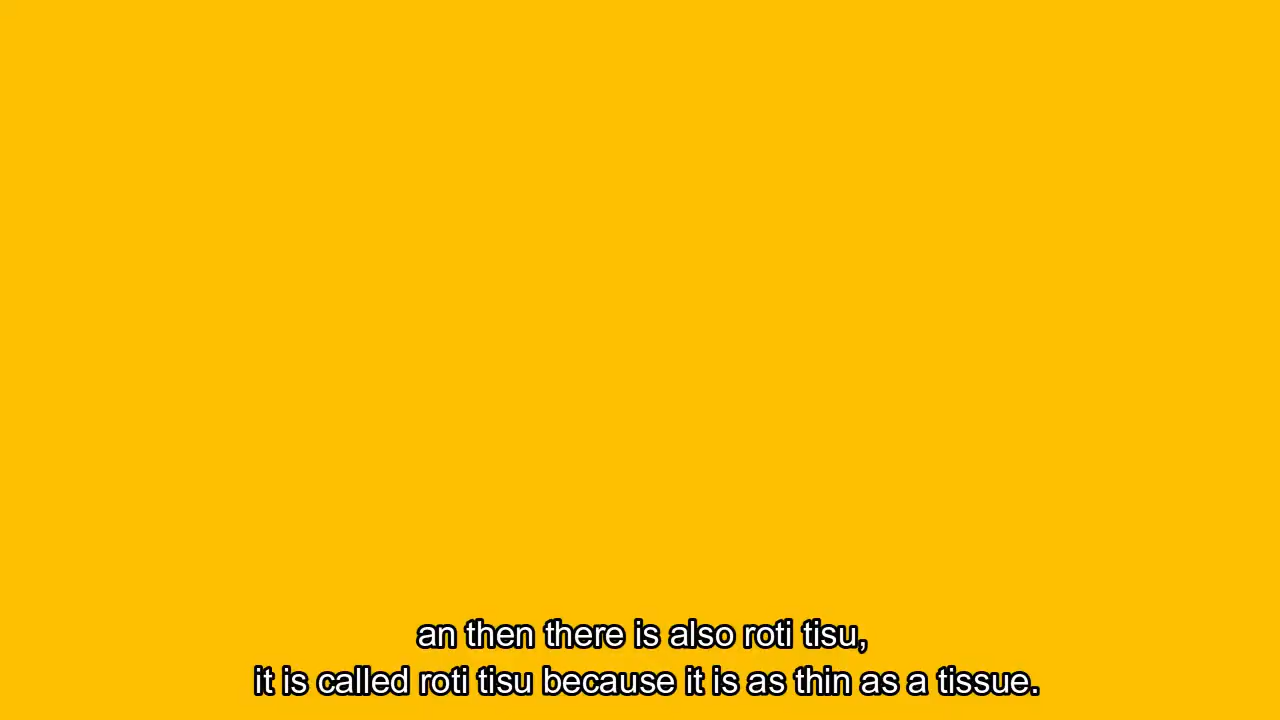 an then there is also roti tisu,
it is called roti tisu because it is as thin as a tissue.